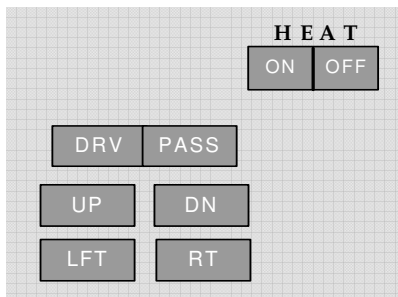 HEAT
ON OFF
DRV PASS
UP DN
LFT RT